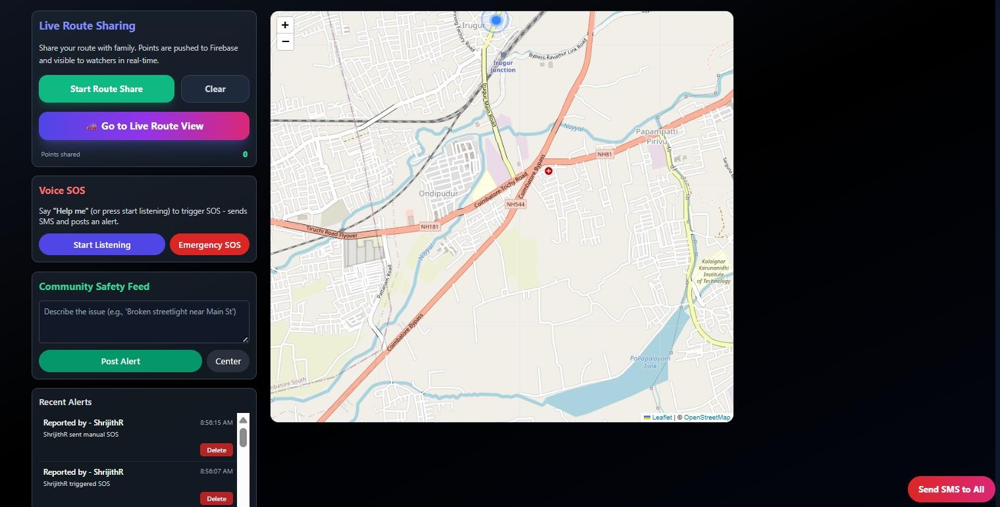 Live Route Sharing
Share your route with family. Points are pushed to Firebase
and visible to watchers in real-time.
Start Route Share
Clear
🚗 Go to Live Route View
Points shared
0
Voice SOS
Say "Help me" (or press start listening) to trigger SOS - sends
SMS and posts an alert.
Start Listening
Emergency SOS
Community Safety Feed
Describe the issue (e.g., 'Broken streetlight near Main St')
Post Alert
Center
Recent Alerts
Reported by - ShrijithR
8:56:15 AM
ShrijithR sent manual SOS
Delete
Reported by - ShrijithR
8:56:07 AM
ShrijithR triggered SOS
Delete
+
−
Irugur
Factory Road
Bypass-Ravathur Link Road
Irugur
Junction
Irugur Main Road
Noyyal
Papampatti
Pirivu
NH81
Coimbatore Bypass
Coimbatore-Trichy Road
Ondipudur
NH544
NH181
Tiruchi Road Flyover
Noyyal
Pattanam Road
Kalaignar
Karunanidhi
Institute
of Technology
Coimbatore Bypass
Pallapalayam
Tank
Leaflet | © OpenStreetMap
Send SMS to All